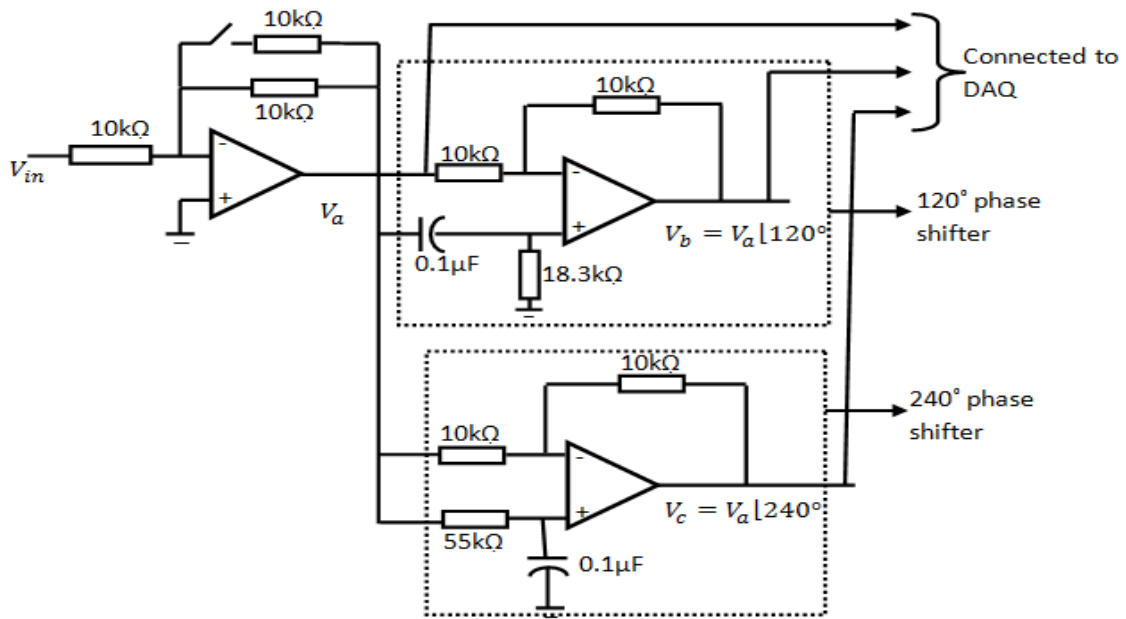 10kΩ
10kΩ
10kΩ
V_in
-
+
V_a
Connected to
DAQ
10kΩ
10kΩ
-
+
0.1µF
18.3kΩ
V_b = V_a⌊120°
120° phase
shifter
10kΩ
10kΩ
-
+
55kΩ
0.1µF
V_c = V_a⌊240°
240° phase
shifter